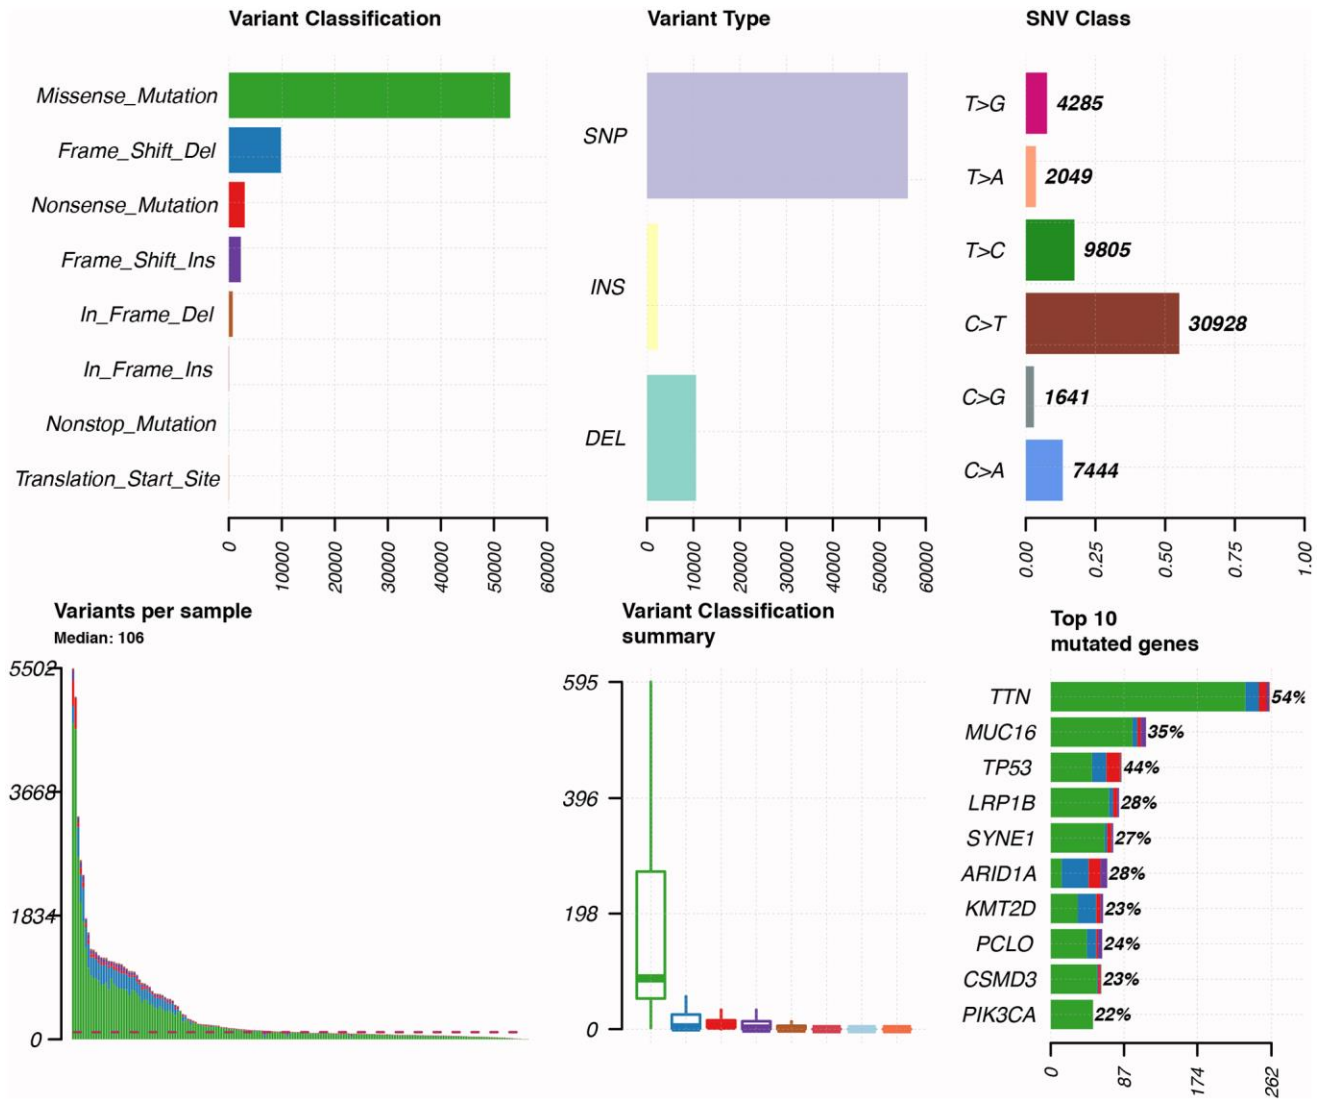 Variant Classification
Missense_Mutation
Frame_Shift_Del
Nonsense_Mutation
Frame_Shift_Ins
In_Frame_Del
In_Frame_Ins
Nonstop_Mutation
Translation_Start_Site
0 10000 20000 30000 40000 50000 60000
Variant Type
SNP
INS
DEL
0 10000 20000 30000 40000 50000 60000
SNV Class
T>G 4285
T>A 2049
T>C 9805
C>T 30928
C>G 1641
C>A 7444
0.00 0.25 0.50 0.75 1.00
Variants per sample
Median: 106
5502
3668
1834
0
Variant Classification
summary
595
396
198
0
Top 10
mutated genes
TTN 54%
MUC16 35%
TP53 44%
LRP1B 28%
SYNE1 27%
ARID1A 28%
KMT2D 23%
PCLO 24%
CSMD3 23%
PIK3CA 22%
0 87 174 262